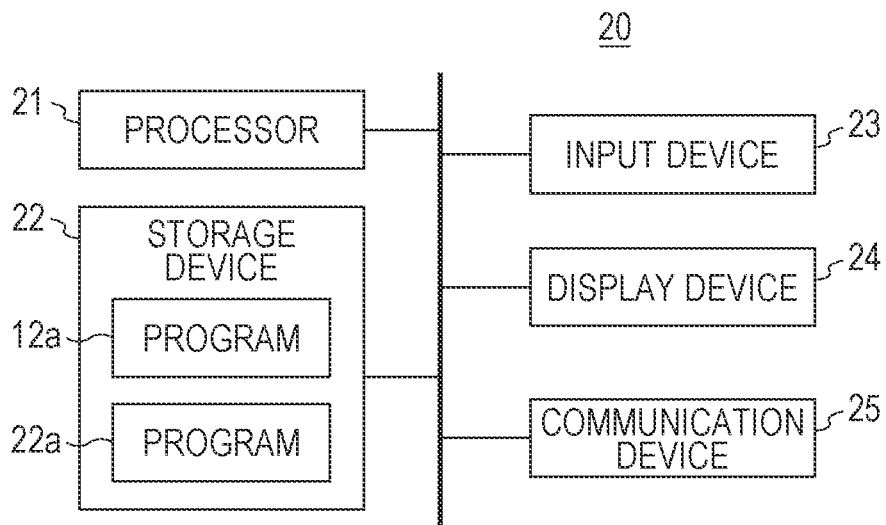 20
21
PROCESSOR
22
STORAGE
DEVICE
12a
PROGRAM
22a
PROGRAM
INPUT DEVICE
23
DISPLAY DEVICE
24
COMMUNICATION
DEVICE
25